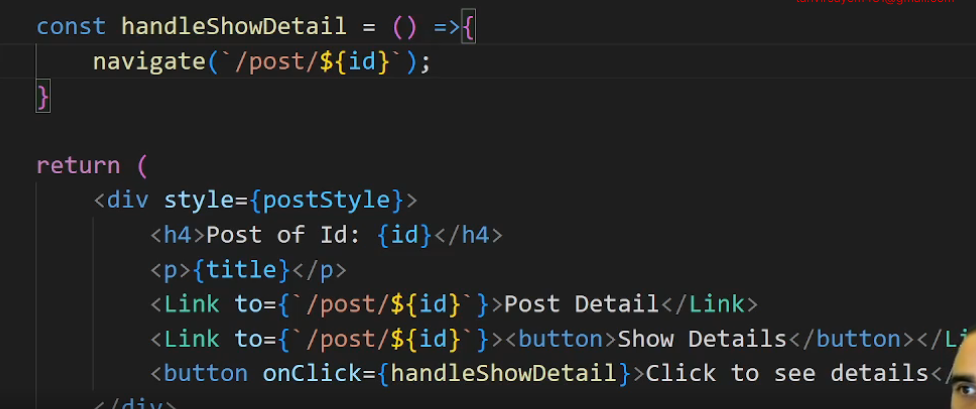 const handleShowDetail = () =>{
navigate(`/post/${id}`);
}
return (
<div style={postStyle}>
<h4>Post of Id: {id}</h4>
<p>{title}</p>
<Link to={`/post/${id}`}>Post Detail</Link>
<Link to={`/post/${id}`}><button>Show Details</button></Li
<button onClick={handleShowDetail}>Click to see details</
</div>